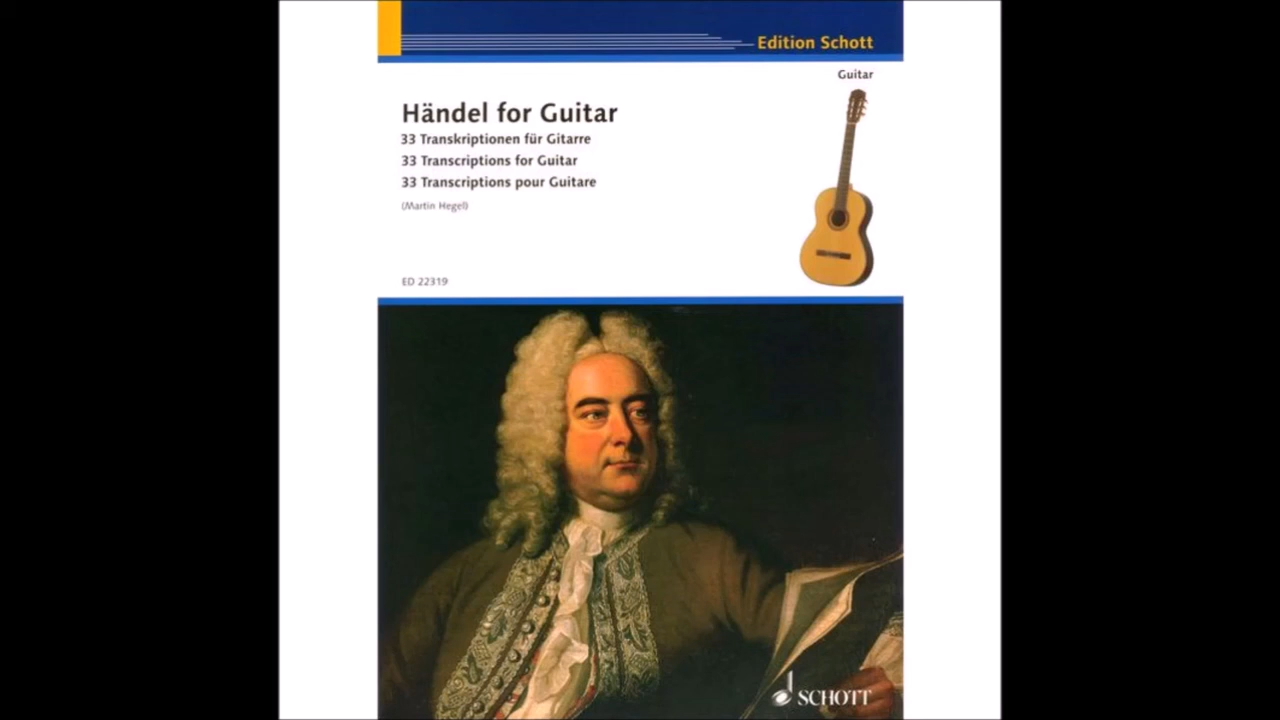 Edition Schott
Guitar
Händel for Guitar
33 Transkriptionen für Gitarre
33 Transcriptions for Guitar
33 Transcriptions pour Guitare
(Martin Hegel)
ED 22319
SCHOTT